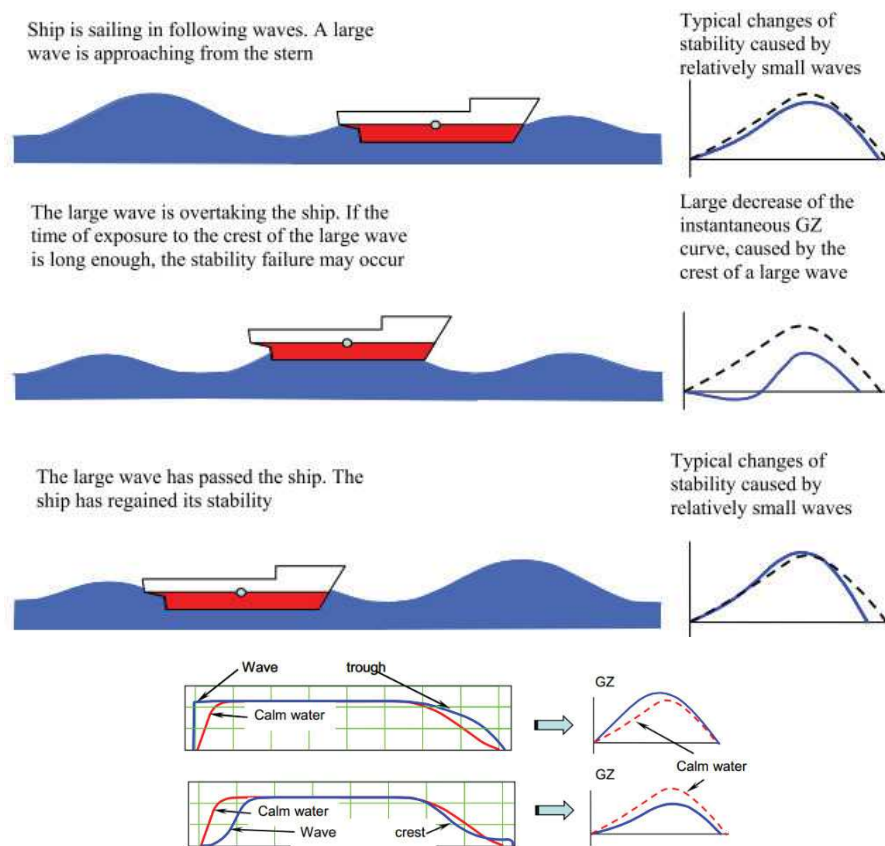 Ship is sailing in following waves. A large
wave is approaching from the stern
Typical changes of
stability caused by
relatively small waves
The large wave is overtaking the ship. If the
time of exposure to the crest of the large wave
is long enough, the stability failure may occur
Large decrease of the
instantaneous GZ
curve, caused by the
crest of a large wave
The large wave has passed the ship. The
ship has regained its stability
Typical changes of
stability caused by
relatively small waves
Wave
trough
Calm water
GZ
Calm water
GZ
Calm water
Wave
crest